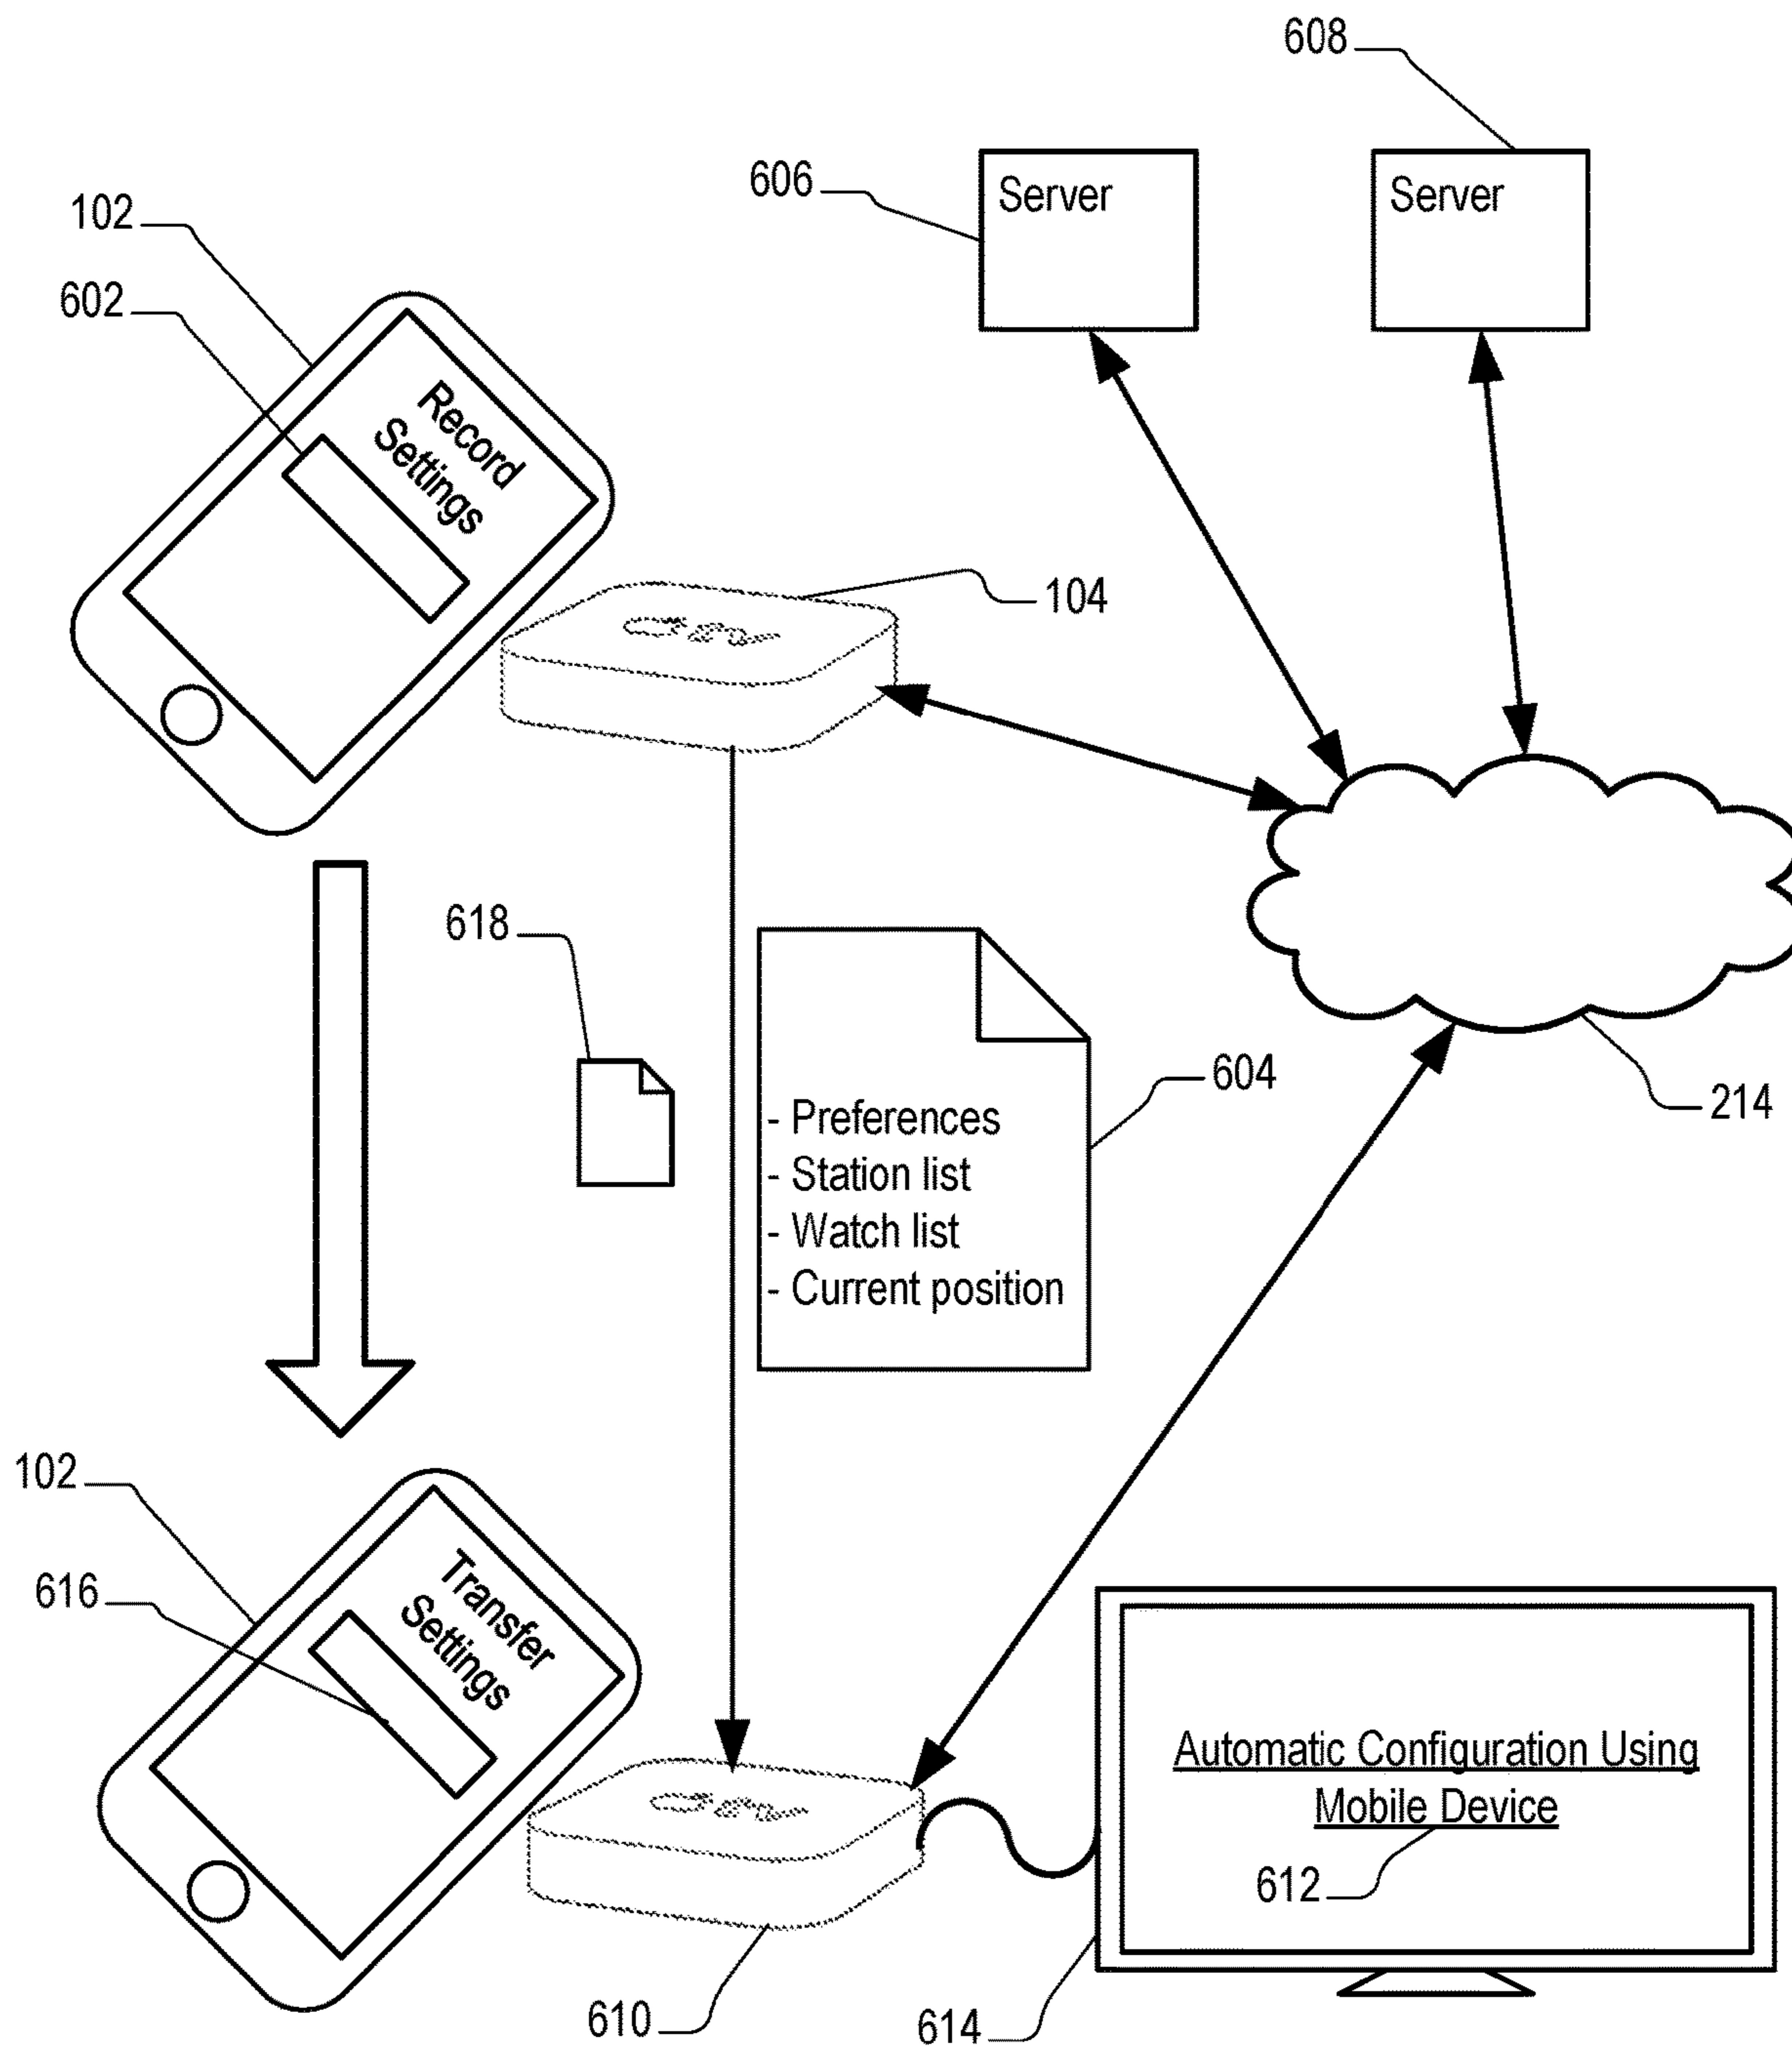 608
606
Server
Server
102
602
Record
Settings
104
618
604
214
- Preferences
- Station list
- Watch list
- Current position
102
616
Transfer
Settings
Automatic Configuration Using
Mobile Device
612
610
614